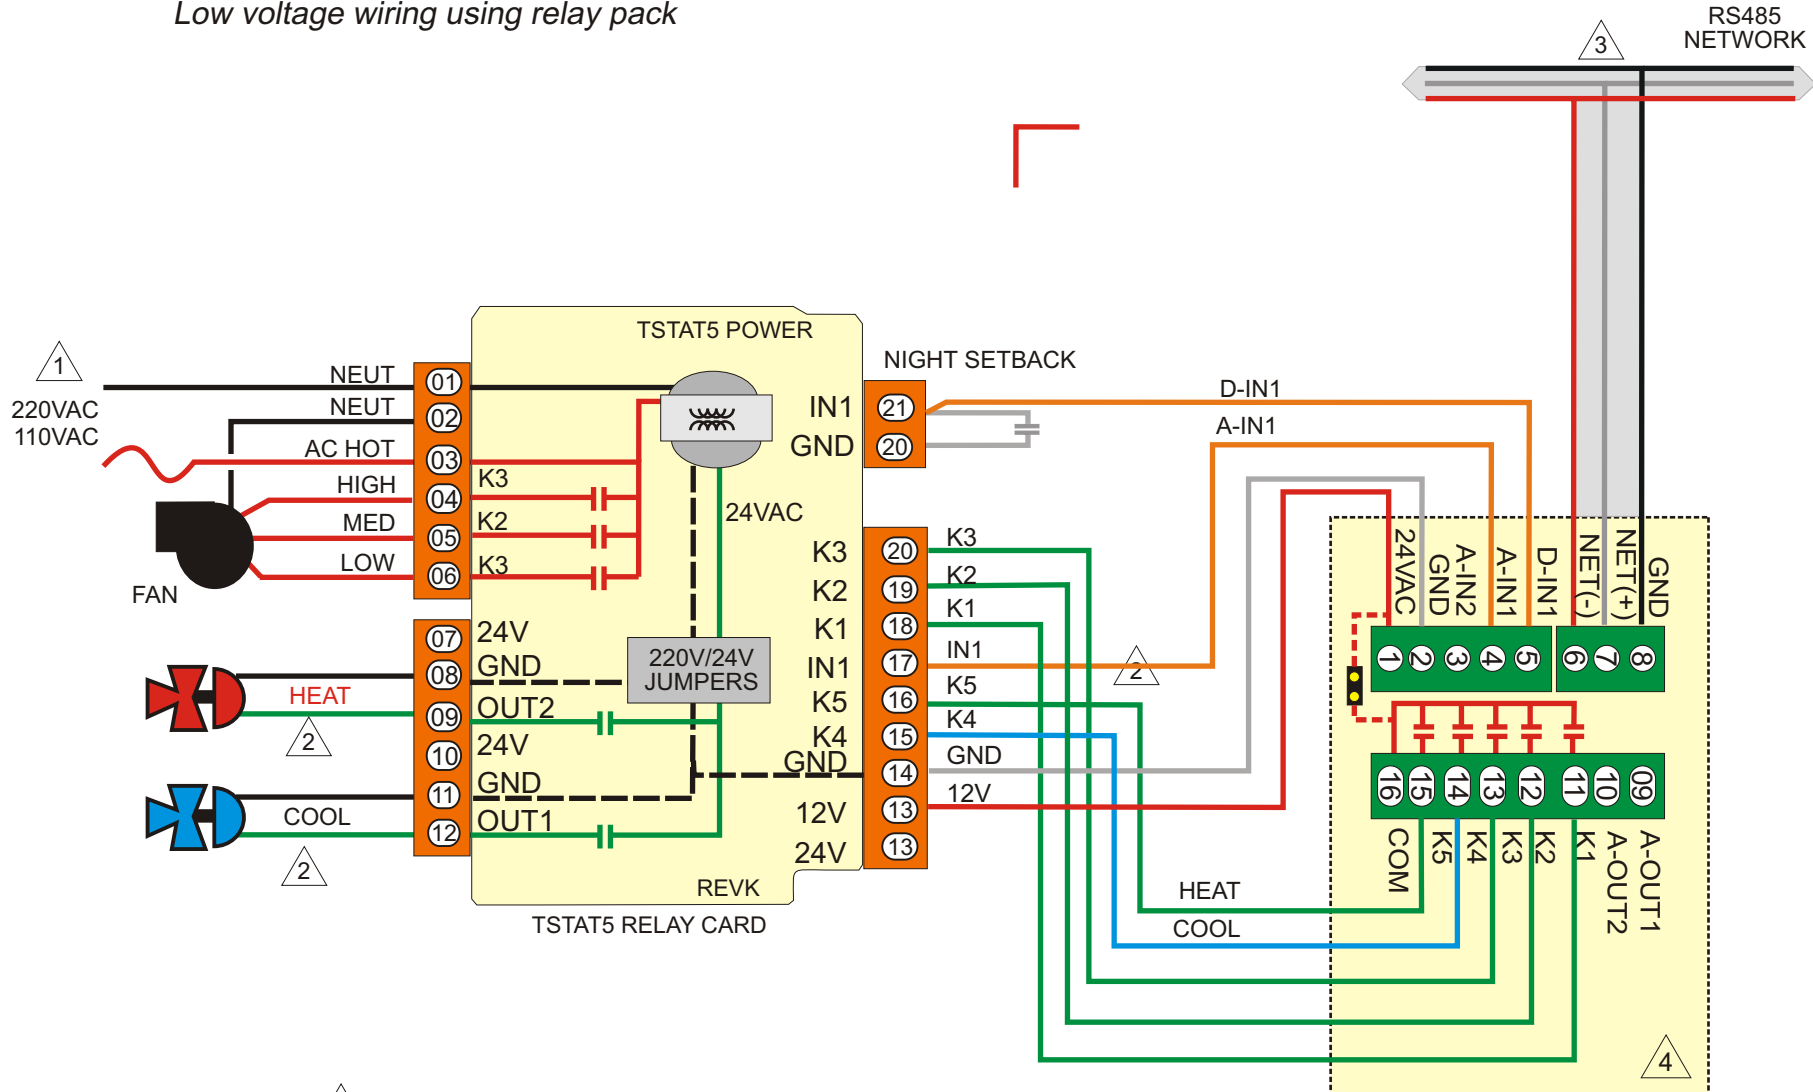 Low voltage wiring using relay pack
RS485
NETWORK
3
TSTAT5 POWER
NIGHT SETBACK
1
220VAC
110VAC
NEUT
NEUT
AC HOT
HIGH
MED
LOW
FAN
01
02
03
04
05
06
K3
K2
K3
24VAC
IN1
GND
21
20
D-IN1
A-IN1
07
08
09
10
11
12
24V
GND
OUT2
24V
GND
OUT1
HEAT
2
COOL
2
220V/24V
JUMPERS
K3
K2
K1
IN1
K5
K4
GND
12V
24V
20
19
18
17
16
15
14
13
13
K3
K2
K1
IN1
K5
K4
GND
12V
2
REVK
TSTAT5 RELAY CARD
HEAT
COOL
24VAC
GND
A-IN2
A-IN1
D-IN1
NET(-)
NET(+)
GND
1
2
3
4
5
6
7
8
16
15
14
13
12
11
10
09
COM
K5
K4
K3
K2
K1
A-OUT2
A-OUT1
4